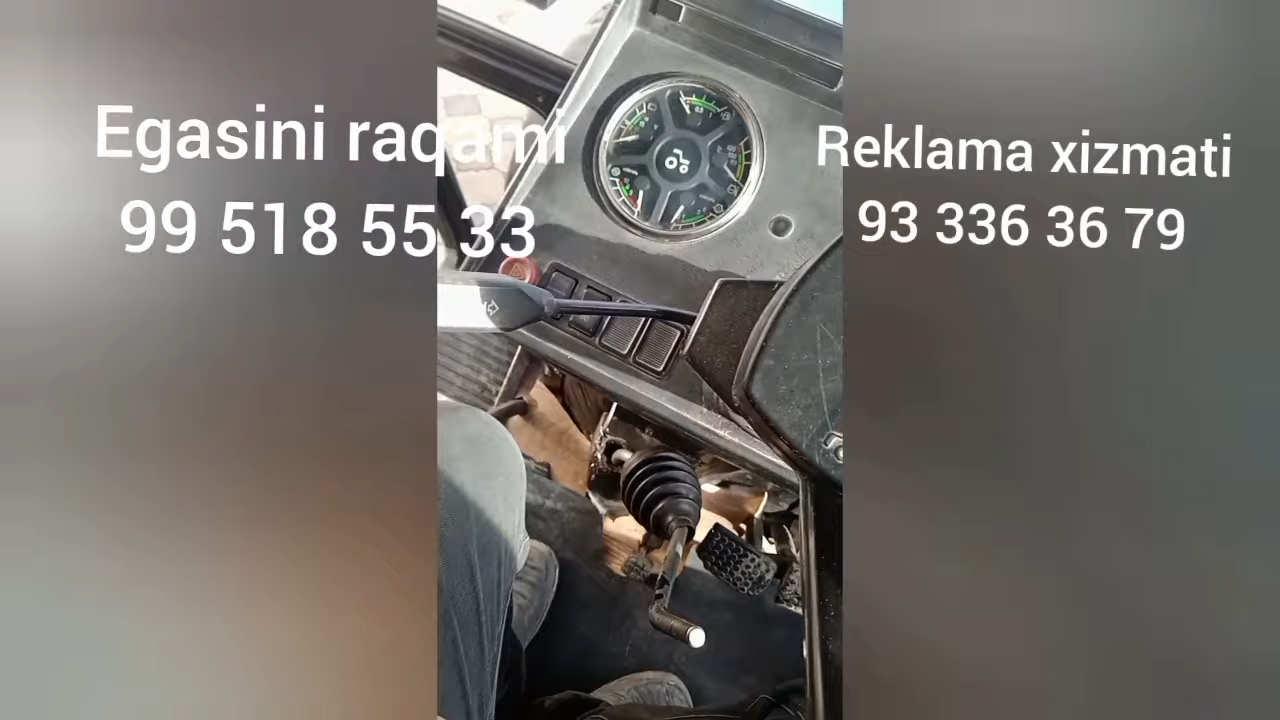 Egasini raqami
99 518 55 33
Reklama xizmati
93 336 36 79